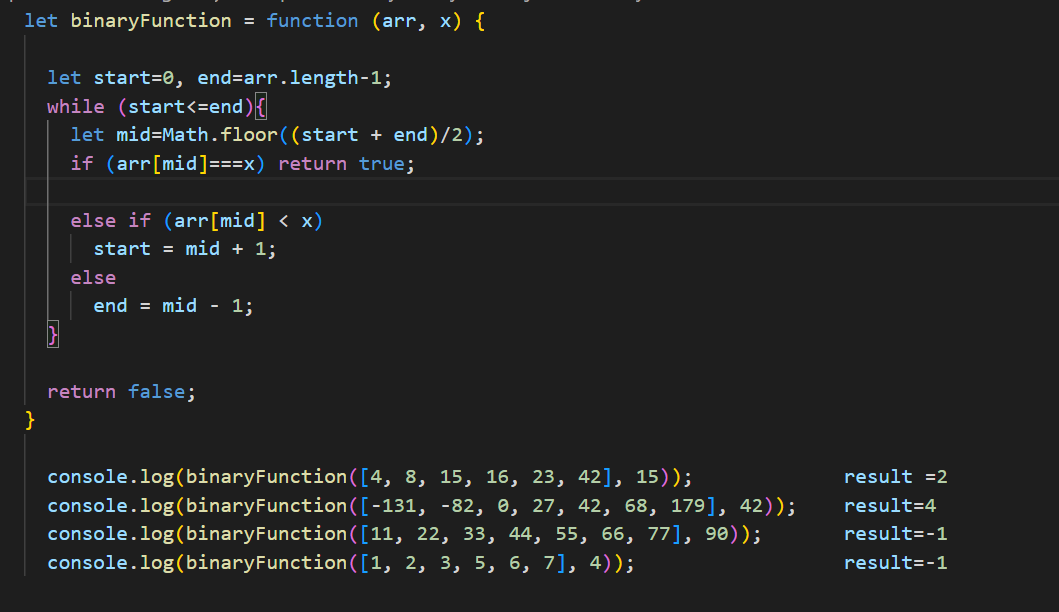 let binaryFunction = function (arr, x) {
let start=0, end=arr.length-1;
while (start<=end){
let mid=Math.floor((start + end)/2);
if (arr[mid]===x) return true;
else if (arr[mid] < x)
start = mid + 1;
else
end = mid - 1;
}
return false;
}
console.log(binaryFunction([4, 8, 15, 16, 23, 42], 15)); result =2
console.log(binaryFunction([-131, -82, 0, 27, 42, 68, 179], 42)); result=4
console.log(binaryFunction([11, 22, 33, 44, 55, 66, 77], 90)); result=-1
console.log(binaryFunction([1, 2, 3, 5, 6, 7], 4)); result=-1